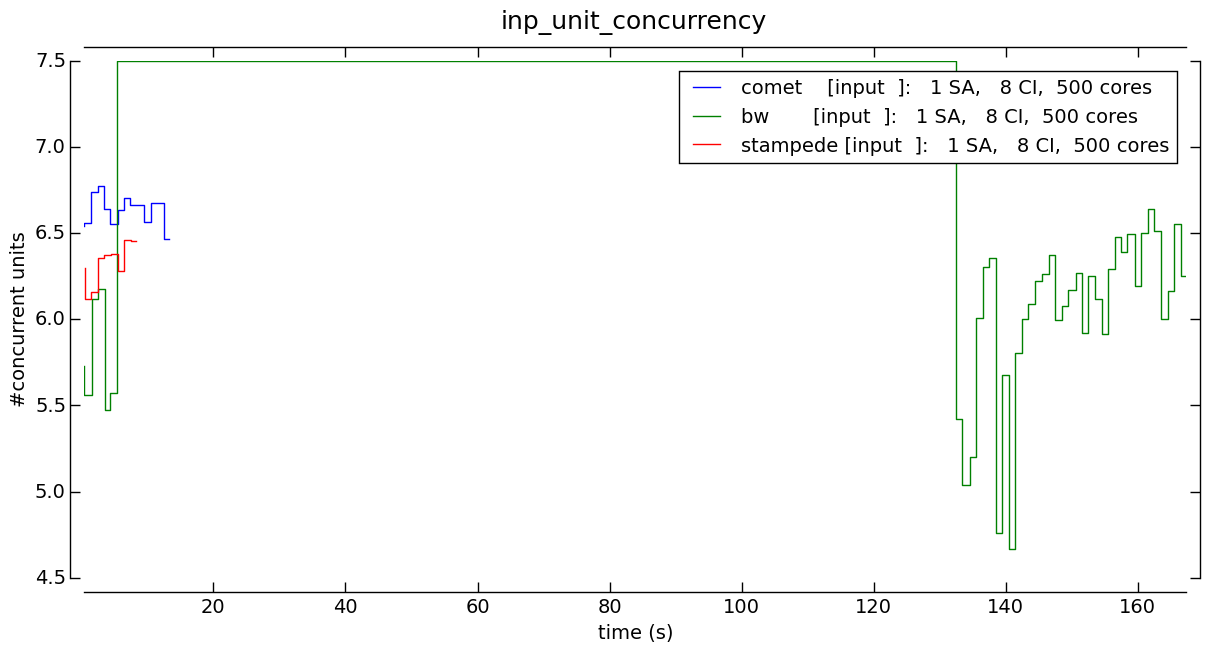 inp_unit_concurrency
7.5
7.0
6.5
6.0
5.5
5.0
4.5
#concurrent units
comet    [input  ]:   1 SA,   8 CI,  500 cores
bw       [input  ]:   1 SA,   8 CI,  500 cores
stampede [input  ]:   1 SA,   8 CI,  500 cores
20 40 60 80 100 120 140 160
time (s)